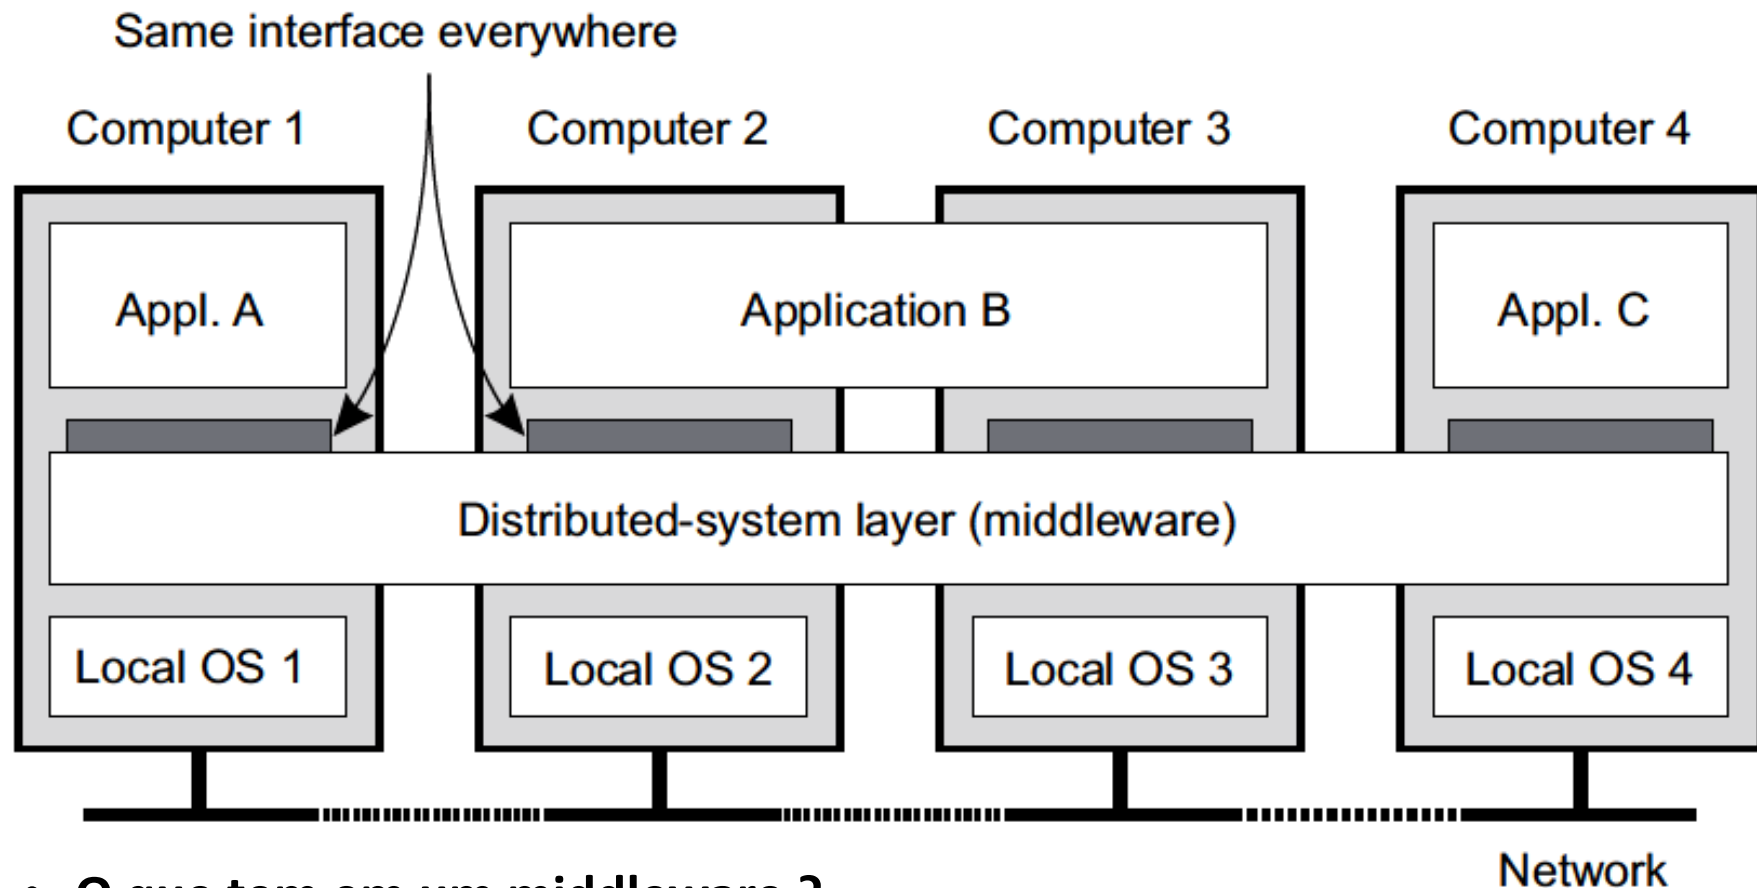 Same interface everywhere
Computer 1 Computer 2 Computer 3 Computer 4
Appl. A Application B Appl. C
Distributed-system layer (middleware)
Local OS 1 Local OS 2 Local OS 3 Local OS 4
Network
• O que tem em um middleware ?